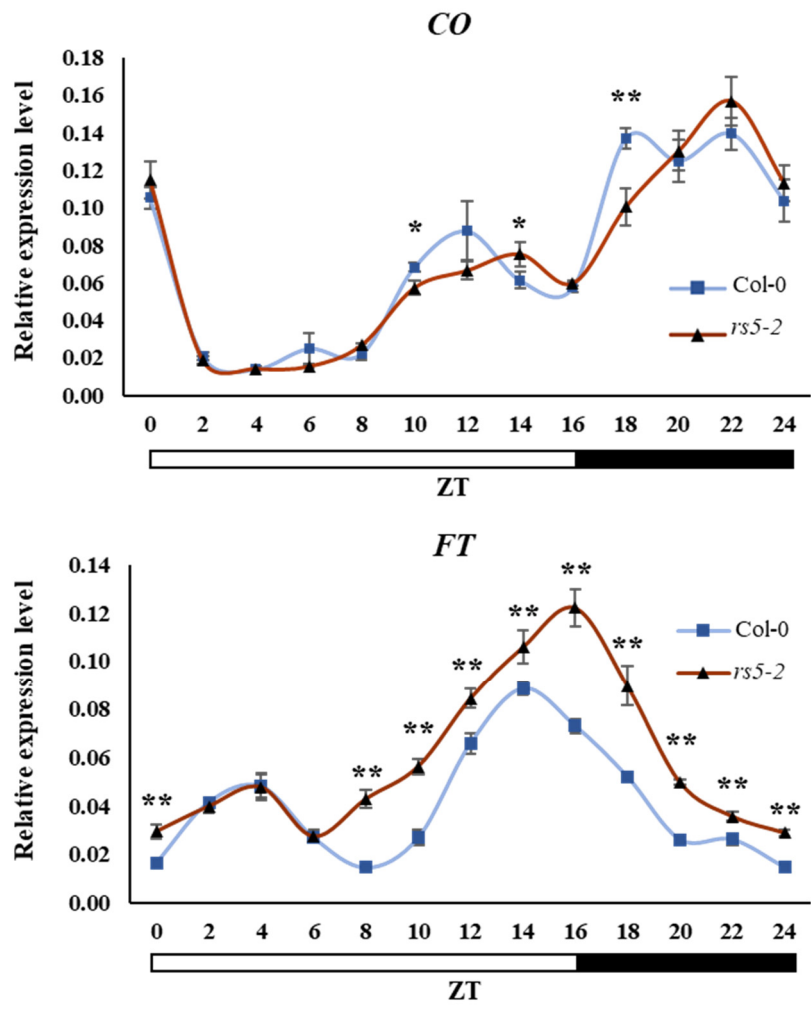 CO
Relative expression level
0.18
0.16
0.14
0.12
0.10
0.08
0.06
0.04
0.02
0.00
**
*
*
Col-0
rs5-2
0 2 4 6 8 10 12 14 16 18 20 22 24
ZT
FT
Relative expression level
0.14
0.12
0.10
0.08
0.06
0.04
0.02
0.00
**
**
**
**
**
**
**
**
**
**
Col-0
rs5-2
0 2 4 6 8 10 12 14 16 18 20 22 24
ZT